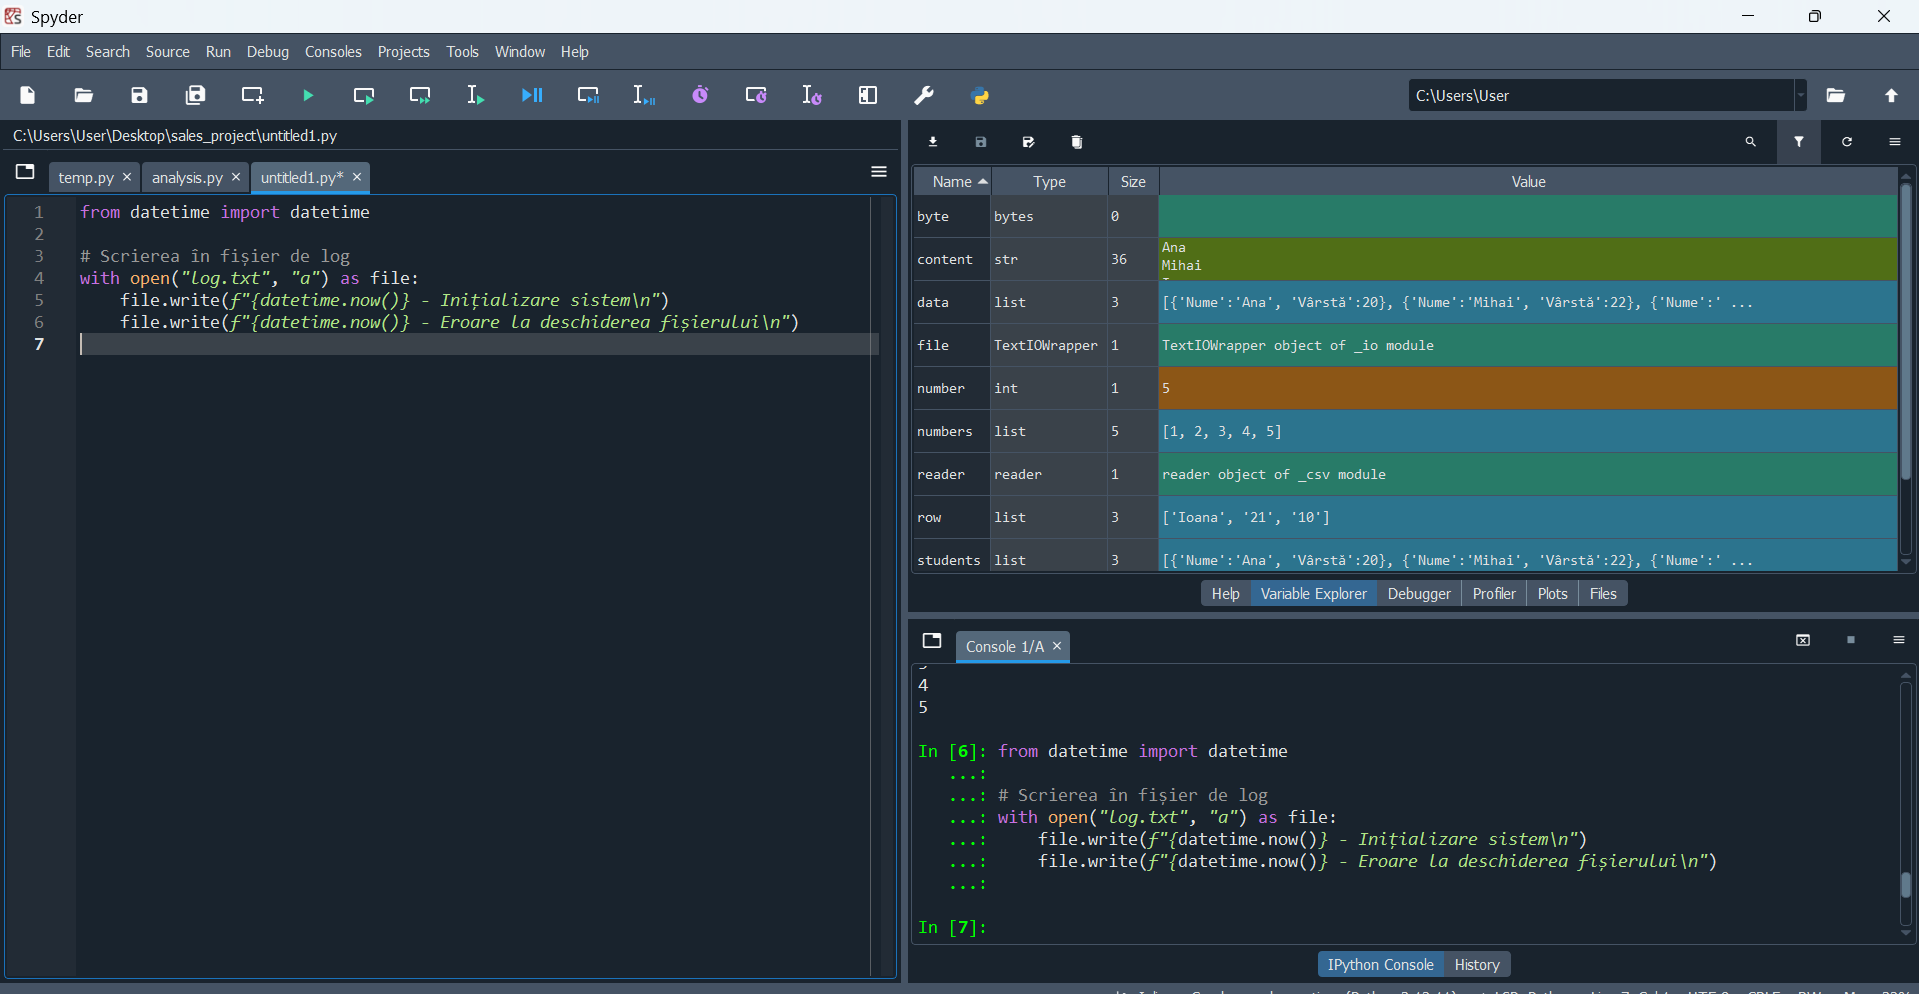 Spyder
File Edit Search Source Run Debug Consoles Projects Tools Window Help
C:\Users\User
C:\Users\User\Desktop\sales_project\untitled1.py
temp.py analysis.py untitled1.py*
1 from datetime import datetime
2
3 # Scrierea în fișier de log
4 with open("log.txt", "a") as file:
5 file.write(f"{datetime.now()} - Inițializare sistem\n")
6 file.write(f"{datetime.now()} - Eroare la deschiderea fișierului\n")
7
Name Type Size Value
byte bytes 0
content str 36 Ana
Mihai
data list 3 [{'Nume':'Ana', 'Vârstă':20}, {'Nume':'Mihai', 'Vârstă':22}, {'Nume':' ...
file TextIOWrapper 1 TextIOWrapper object of _io module
number int 1 5
numbers list 5 [1, 2, 3, 4, 5]
reader reader 1 reader object of _csv module
row list 3 ['Ioana', '21', '10']
students list 3 [{'Nume':'Ana', 'Vârstă':20}, {'Nume':'Mihai', 'Vârstă':22}, {'Nume':' ...
Help Variable Explorer Debugger Profiler Plots Files
Console 1/A
4
5
In [6]: from datetime import datetime
...:
...: # Scrierea în fișier de log
...: with open("log.txt", "a") as file:
...: file.write(f"{datetime.now()} - Inițializare sistem\n")
...: file.write(f"{datetime.now()} - Eroare la deschiderea fișierului\n")
...:
In [7]:
IPython Console History